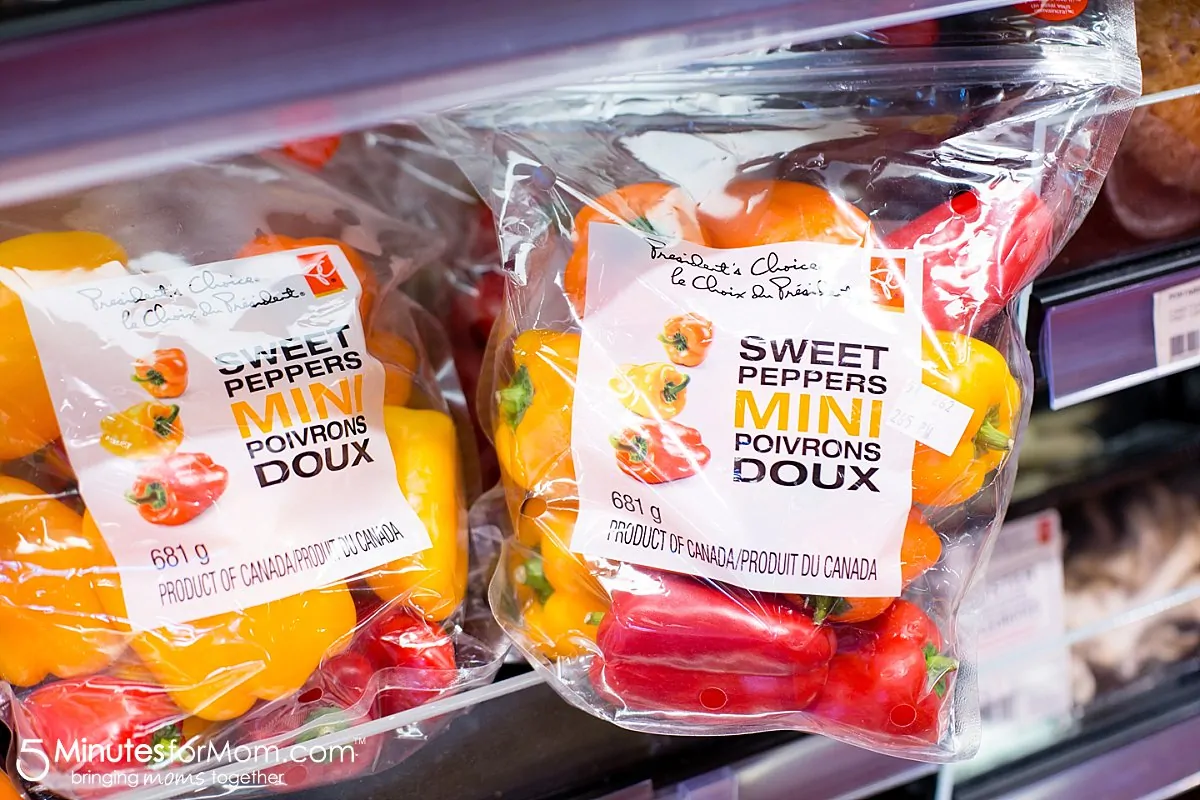 President's Choice
le Choix du Président
SWEET
PEPPERS
MINI
POIVRONS
DOUX
681 g
PRODUCT OF CANADA/PRODUIT DU CANADA
President's Choice
le Choix du Président
SWEET
PEPPERS
MINI
POIVRONS
DOUX
681 g
PRODUCT OF CANADA/PRODUIT DU CANADA
5MinutesforMom.com™
bringing moms together